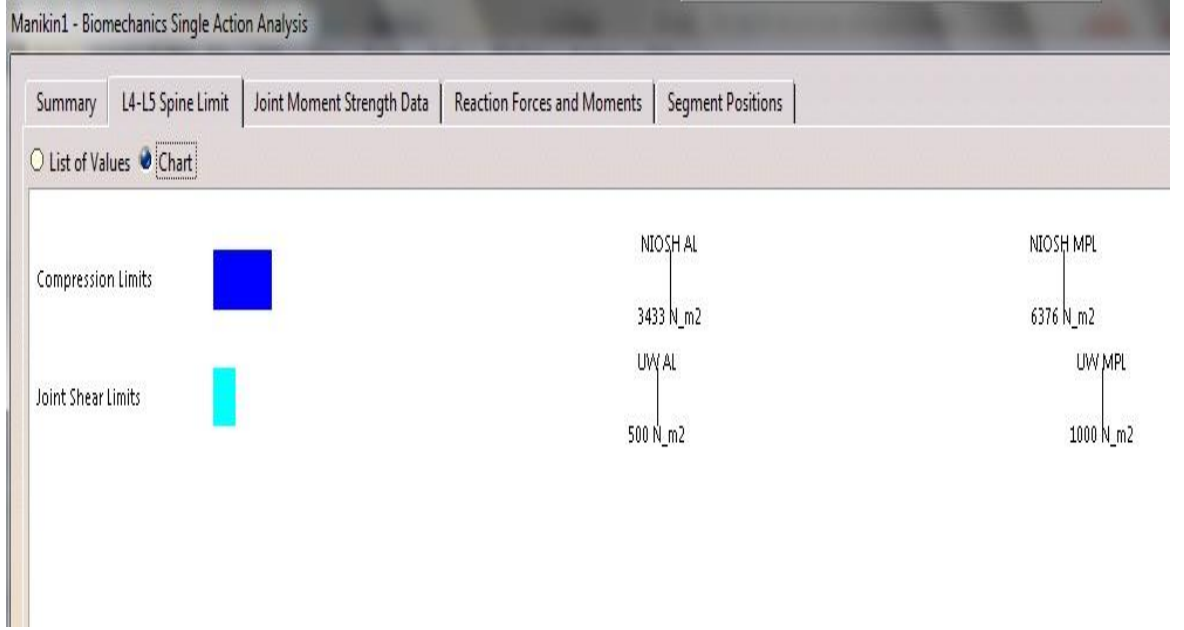 Manikin1 - Biomechanics Single Action Analysis
Summary L4-L5 Spine Limit Joint Moment Strength Data Reaction Forces and Moments Segment Positions
List of Values Chart
NIOSH AL NIOSH MPL
Compression Limits
3433 N_m2 6376 N_m2
UW AL UW MPL
Joint Shear Limits
500 N_m2 1000 N_m2